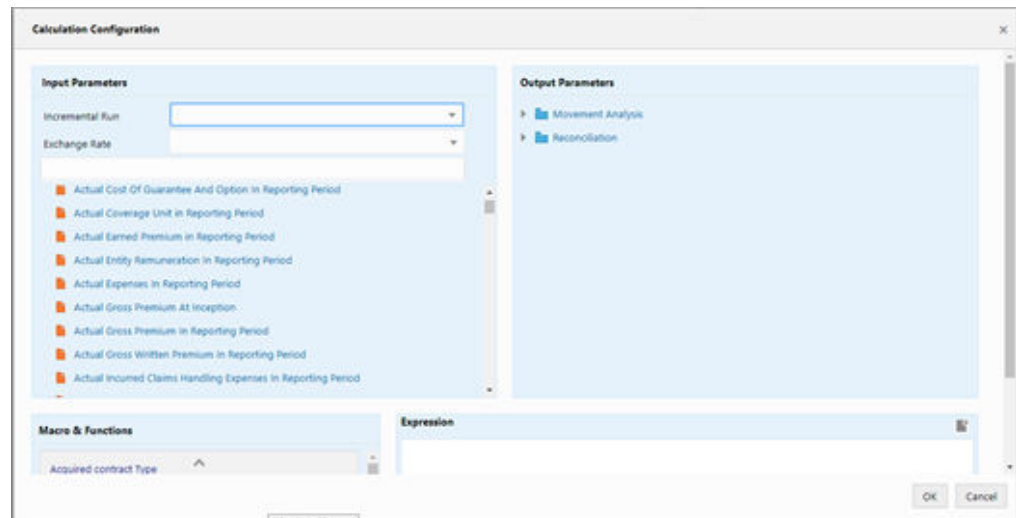 Calculation Configuration
Input Parameters
Incremental Run
Exchange Rate
Actual Cost Of Guarantee And Option In Reporting Period
Actual Coverage Unit in Reporting Period
Actual Earned Premium in Reporting Period
Actual Entity Remuneration In Reporting Period
Actual Expenses In Reporting Period
Actual Gross Premium At Inception
Actual Gross Premium In Reporting Period
Actual Gross Written Premium In Reporting Period
Actual Incurred Claims Handling Expenses In Reporting Period
Output Parameters
Movement Analysis
Reconciliation
Macro & Functions
Acquired contract Type
Expression
OK
Cancel